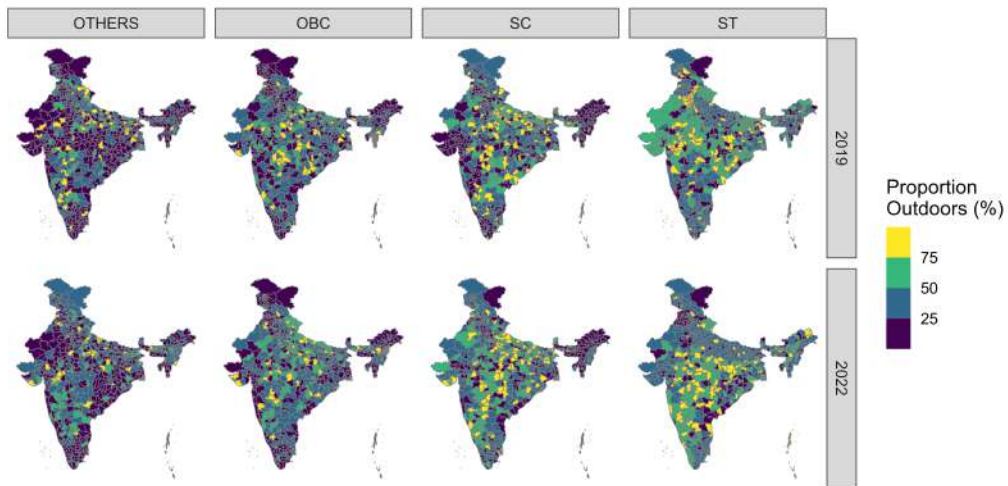 OTHERS
OBC
SC
ST
2019
2022
Proportion
Outdoors (%)
75
50
25